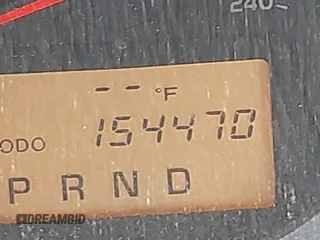 240
-- °F
ODO 154470
P R N D
DREAMBID